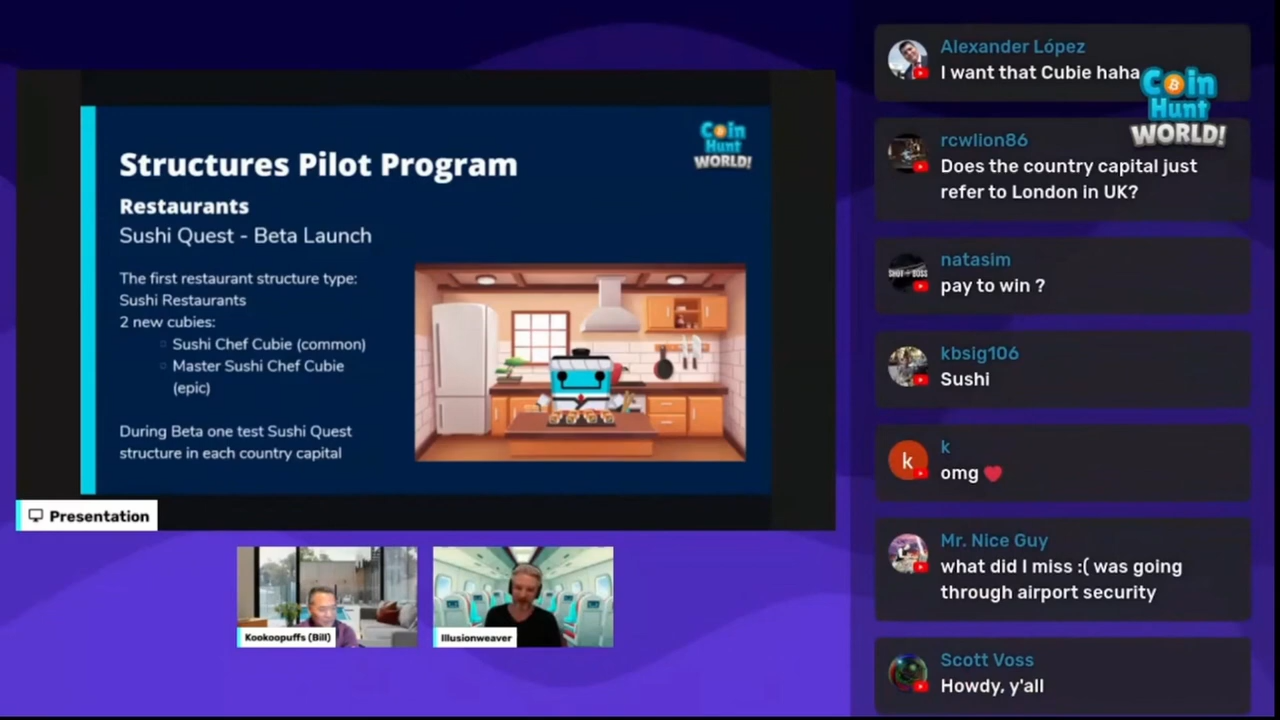 Structures Pilot Program
Restaurants
Sushi Quest - Beta Launch
The first restaurant structure type:
Sushi Restaurants
2 new cubies:
Sushi Chef Cubie (common)
Master Sushi Chef Cubie
(epic)
During Beta one test Sushi Quest
structure in each country capital
Coin
Hunt
WORLD!
Presentation
Kookoopuffs (Bill)
Illusionweaver
Alexander López
I want that Cubie haha
Coin
Hunt
WORLD!
rcwlion86
Does the country capital just
refer to London in UK?
natasim
pay to win ?
kbsig106
Sushi
k
k
omg ❤️
Mr. Nice Guy
what did I miss :( was going
through airport security
Scott Voss
Howdy, y'all